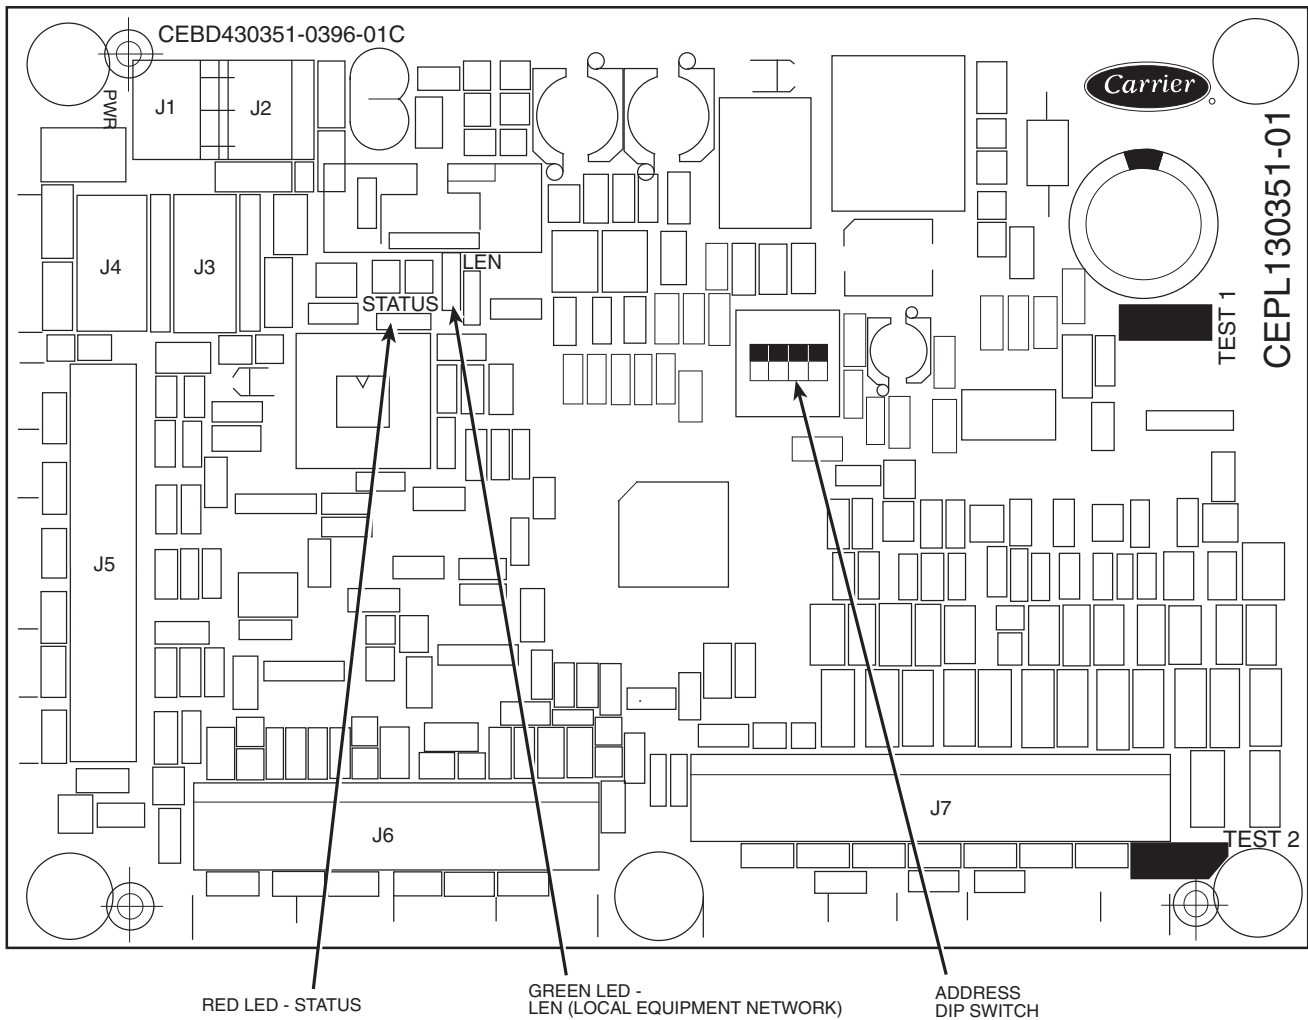 CEBD430351-0396-01C
PWR
J1
J2
Carrier
CEPL130351-01
J4
J3
LEN
STATUS
TEST 1
J5
J6
J7
TEST 2
RED LED - STATUS
GREEN LED -
LEN (LOCAL EQUIPMENT NETWORK)
ADDRESS
DIP SWITCH